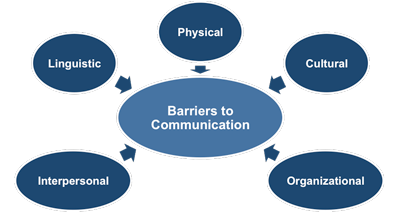 Physical
Linguistic
Cultural
Barriers to
Communication
Interpersonal
Organizational